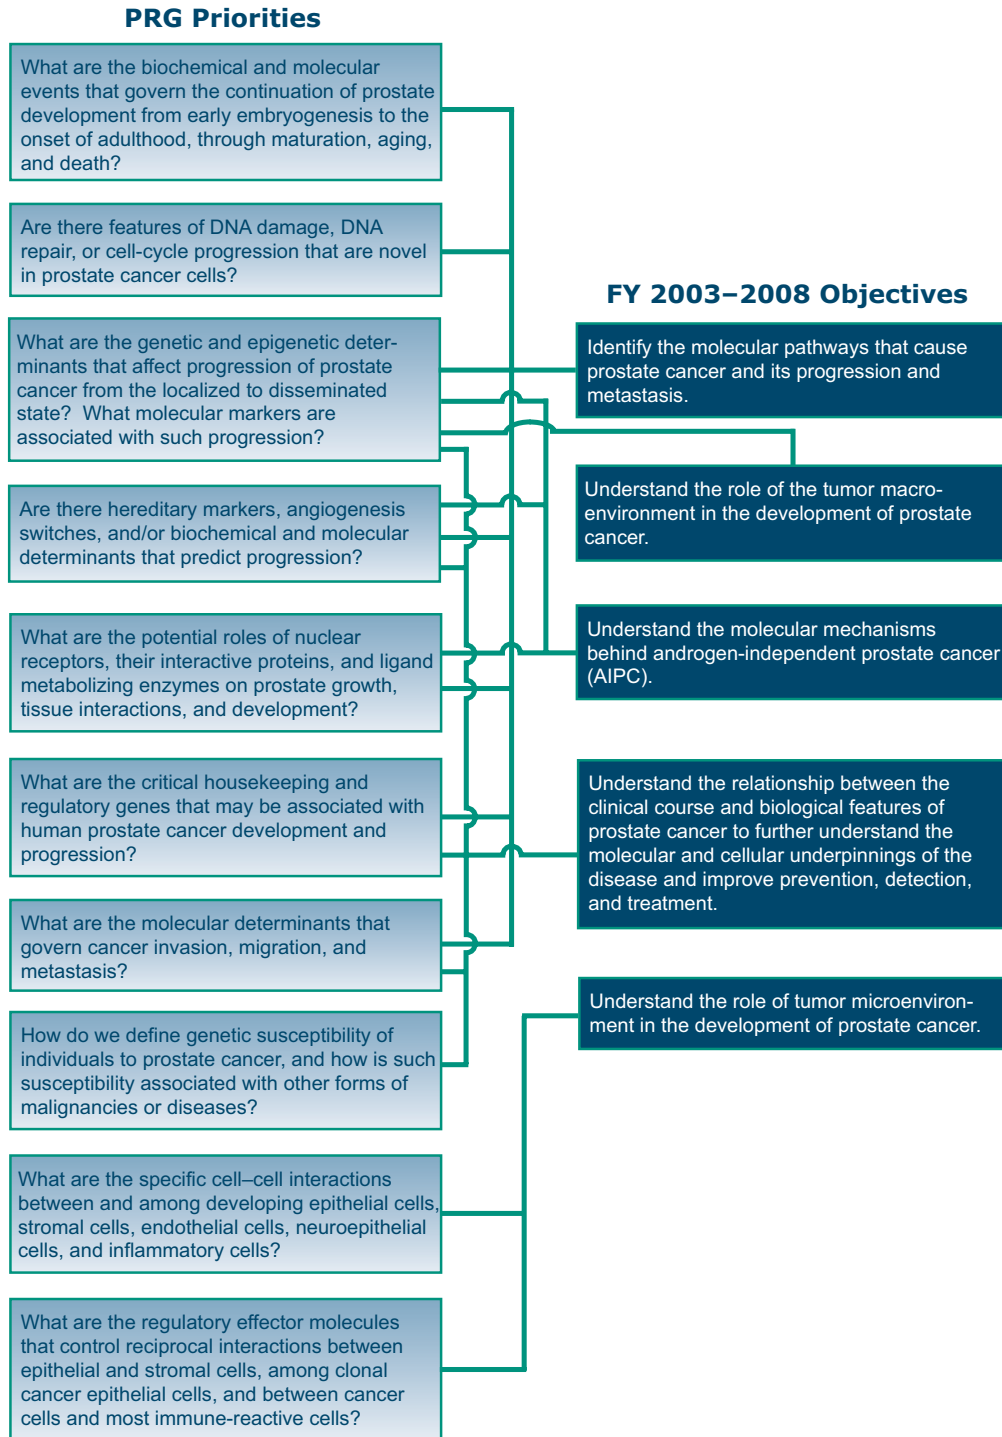 PRG Priorities
What are the biochemical and molecular
events that govern the continuation of prostate
development from early embryogenesis to the
onset of adulthood, through maturation, aging,
and death?
Are there features of DNA damage, DNA
repair, or cell-cycle progression that are novel
in prostate cancer cells?
What are the genetic and epigenetic deter-
minants that affect progression of prostate
cancer from the localized to disseminated
state?  What molecular markers are
associated with such progression?
Are there hereditary markers, angiogenesis
switches, and/or biochemical and molecular
determinants that predict progression?
What are the potential roles of nuclear
receptors, their interactive proteins, and ligand
metabolizing enzymes on prostate growth,
tissue interactions, and development?
What are the critical housekeeping and
regulatory genes that may be associated with
human prostate cancer development and
progression?
What are the molecular determinants that
govern cancer invasion, migration, and
metastasis?
How do we define genetic susceptibility of
individuals to prostate cancer, and how is such
susceptibility associated with other forms of
malignancies or diseases?
What are the specific cell–cell interactions
between and among developing epithelial cells,
stromal cells, endothelial cells, neuroepithelial
cells, and inflammatory cells?
What are the regulatory effector molecules
that control reciprocal interactions between
epithelial and stromal cells, among clonal
cancer epithelial cells, and between cancer
cells and most immune-reactive cells?
FY 2003–2008 Objectives
Identify the molecular pathways that cause
prostate cancer and its progression and
metastasis.
Understand the role of the tumor macro-
environment in the development of prostate
cancer.
Understand the molecular mechanisms
behind androgen-independent prostate cancer
(AIPC).
Understand the relationship between the
clinical course and biological features of
prostate cancer to further understand the
molecular and cellular underpinnings of the
disease and improve prevention, detection,
and treatment.
Understand the role of tumor microenviron-
ment in the development of prostate cancer.